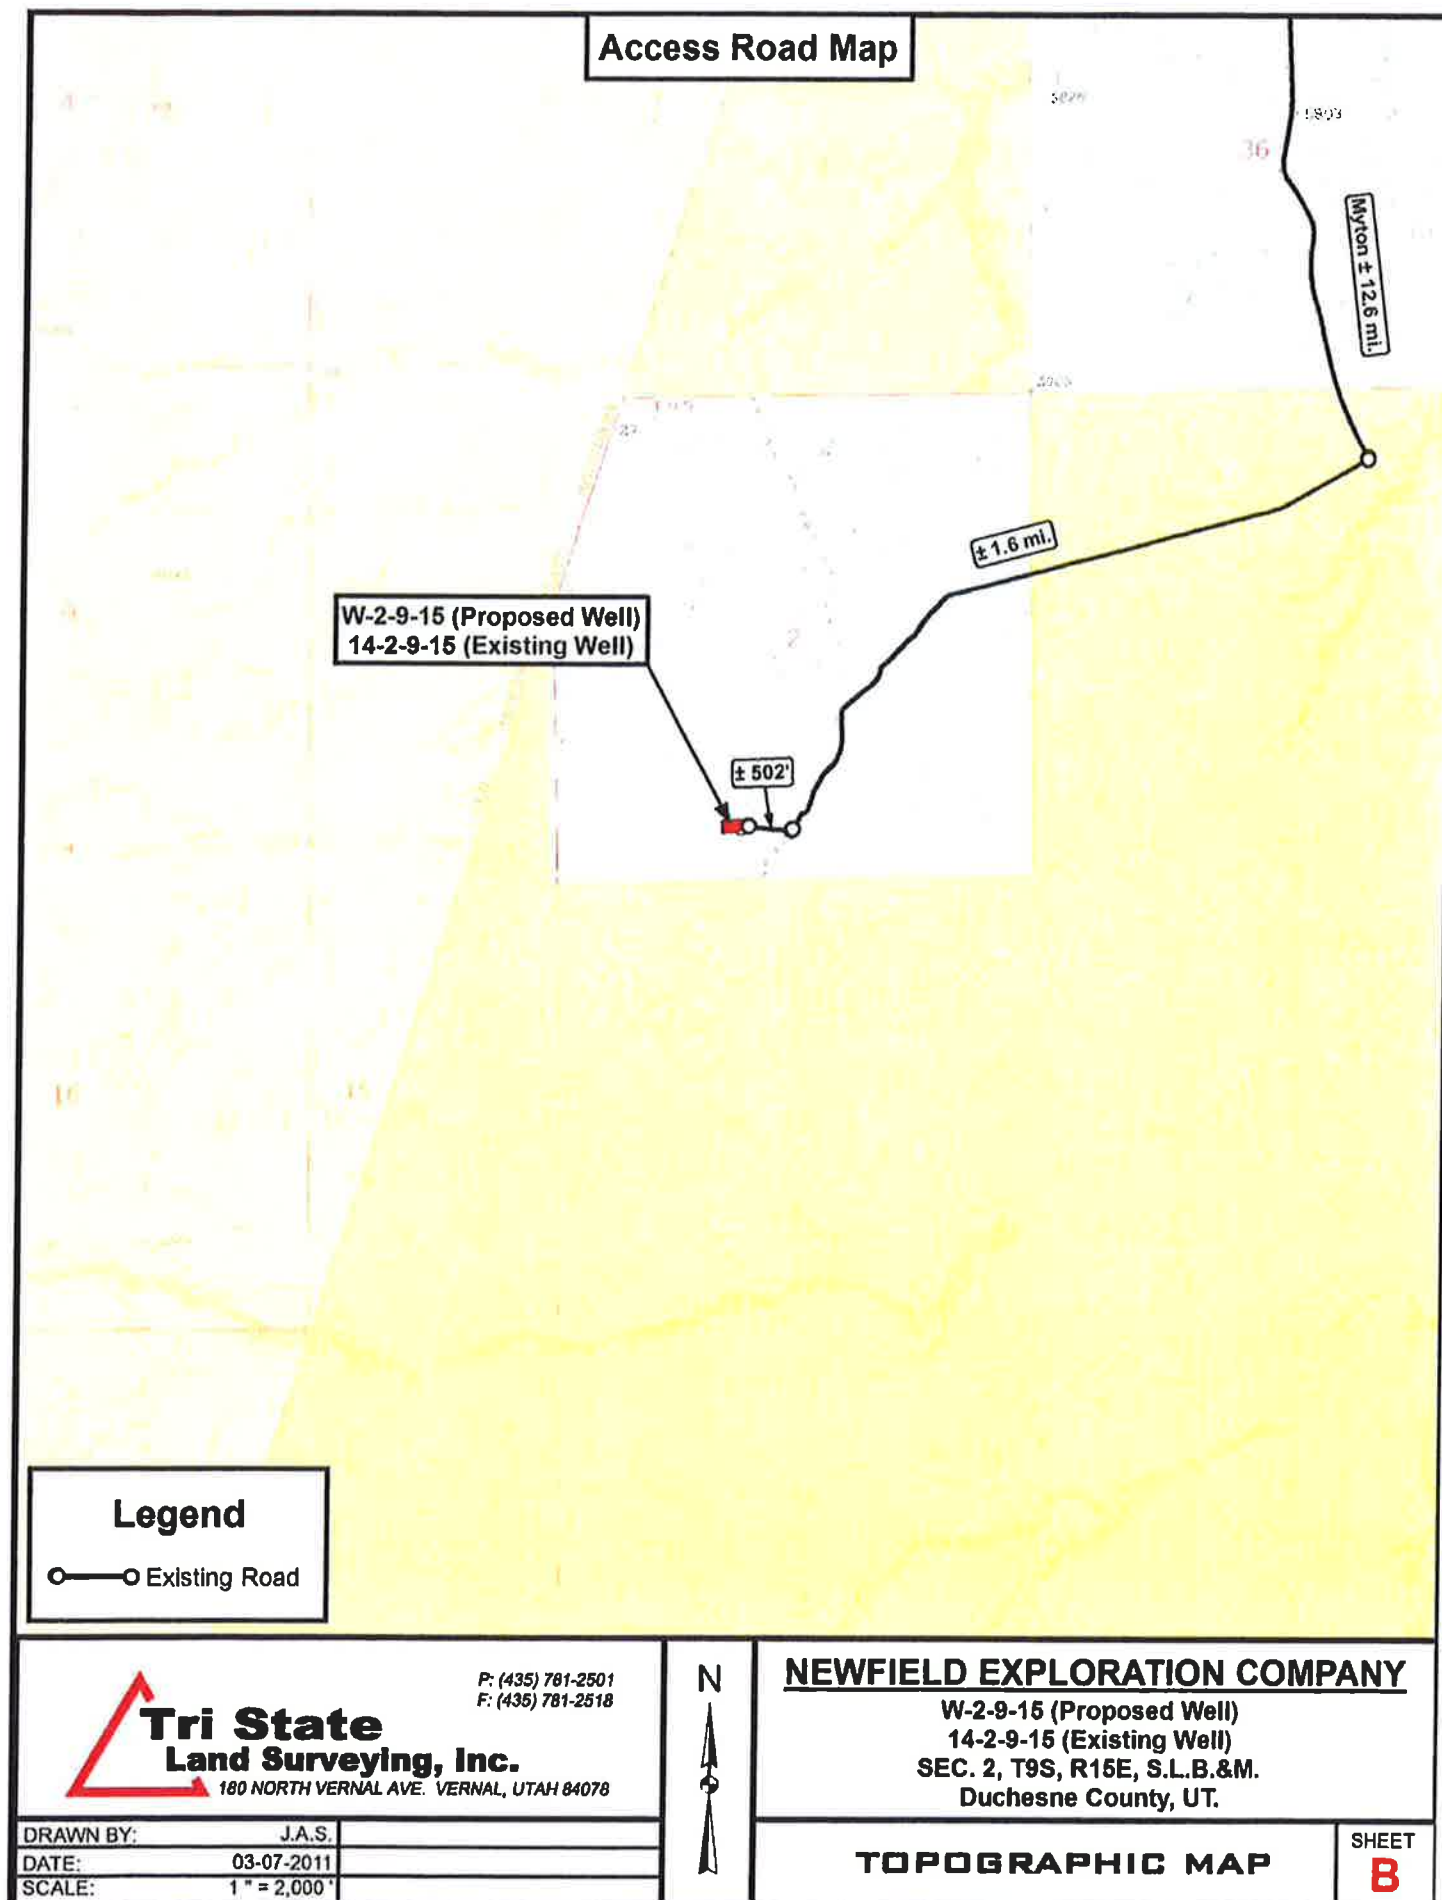 Access Road Map
5803
36
Myton ± 12.6 mi.
± 1.6 mi.
W-2-9-15 (Proposed Well)
14-2-9-15 (Existing Well)
2
± 502'
16
15
Legend
Existing Road
P: (435) 781-2501
F: (435) 781-2518
Tri State
Land Surveying, Inc.
180 NORTH VERNAL AVE. VERNAL, UTAH 84078
N
NEWFIELD EXPLORATION COMPANY
W-2-9-15 (Proposed Well)
14-2-9-15 (Existing Well)
SEC. 2, T9S, R15E, S.L.B.&M.
Duchesne County, UT.
DRAWN BY: J.A.S.
DATE: 03-07-2011
SCALE: 1 " = 2,000 '
TOPOGRAPHIC MAP
SHEET
B